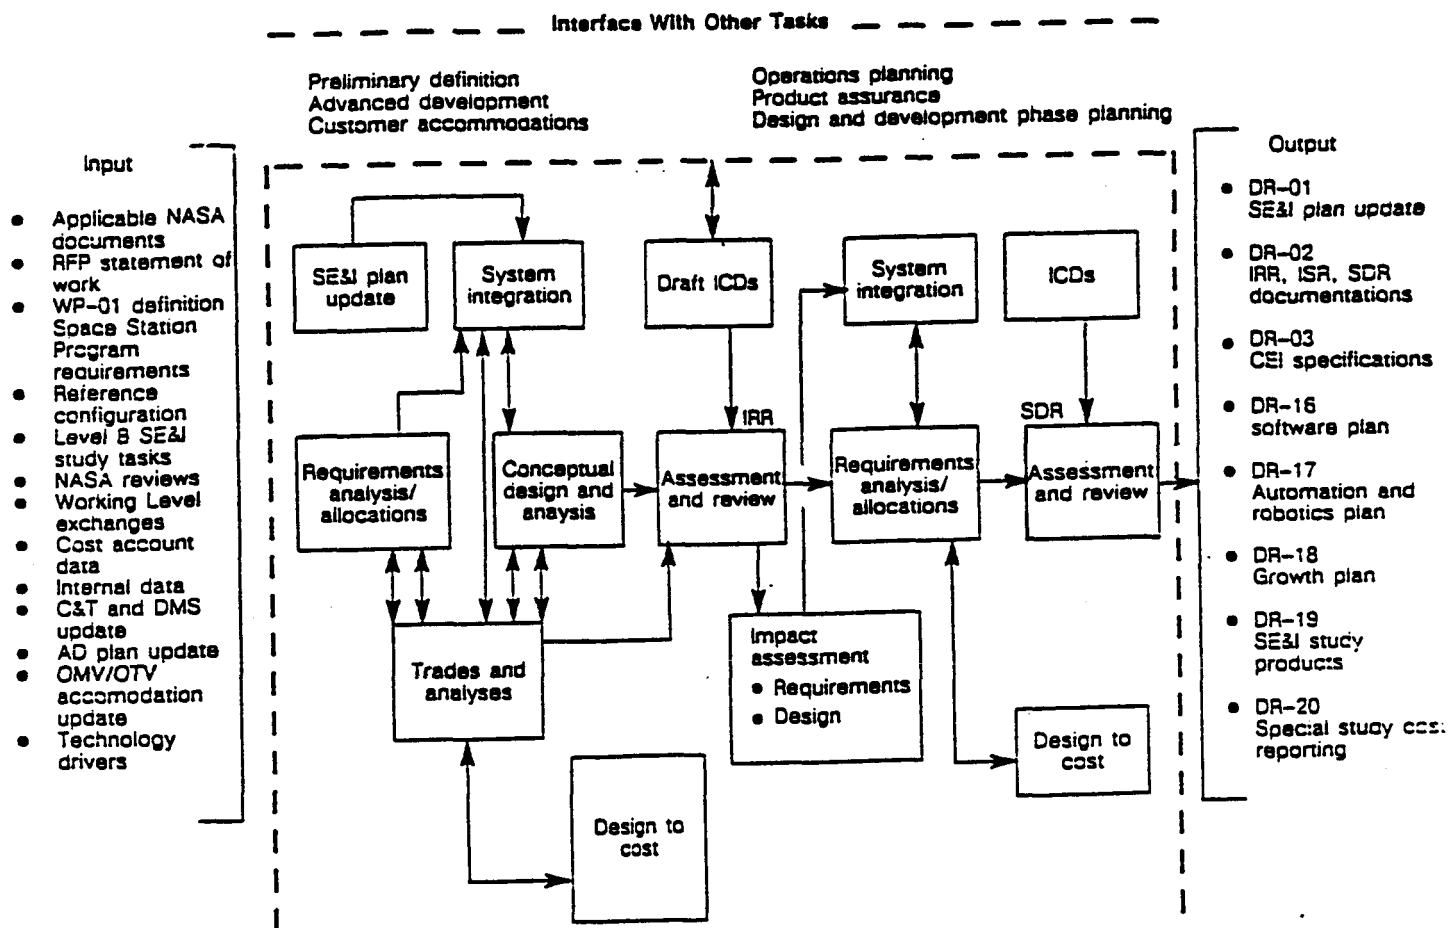 Interface With Other Tasks
Preliminary definition
Advanced development
Customer accommodations
Operations planning
Product assurance
Design and development phase planning
Input
● Applicable NASA
documents
● RFP statement of
work
● WP-01 definition
Space Station
Program
requirements
● Reference
configuration
● Level B SE&I
study tasks
● NASA reviews
● Working Level
exchanges
● Cost account
data
● Internal data
● C&T and DMS
update
● AD plan update
● OMV/OTV
accomodation
update
● Technology
drivers
SE&I plan
update
System
integration
Draft ICDs
System
integration
ICDs
Requirements
analysis/
allocations
Conceptual
design and
anaysis
IRR
Assessment
and review
Requirements
analysis/
allocations
SDR
Assessment
and review
Trades and
analyses
Impact
assessment
● Requirements
● Design
Design to
cost
Design to
cost
Output
● DR-01
SE&I plan update
● DR-02
IRR, ISR, SDR
documentations
● DR-03
CEI specifications
● DR-16
software plan
● DR-17
Automation and
robotics plan
● DR-18
Growth plan
● DR-19
SE&I study
products
● DR-20
Special study cost
reporting